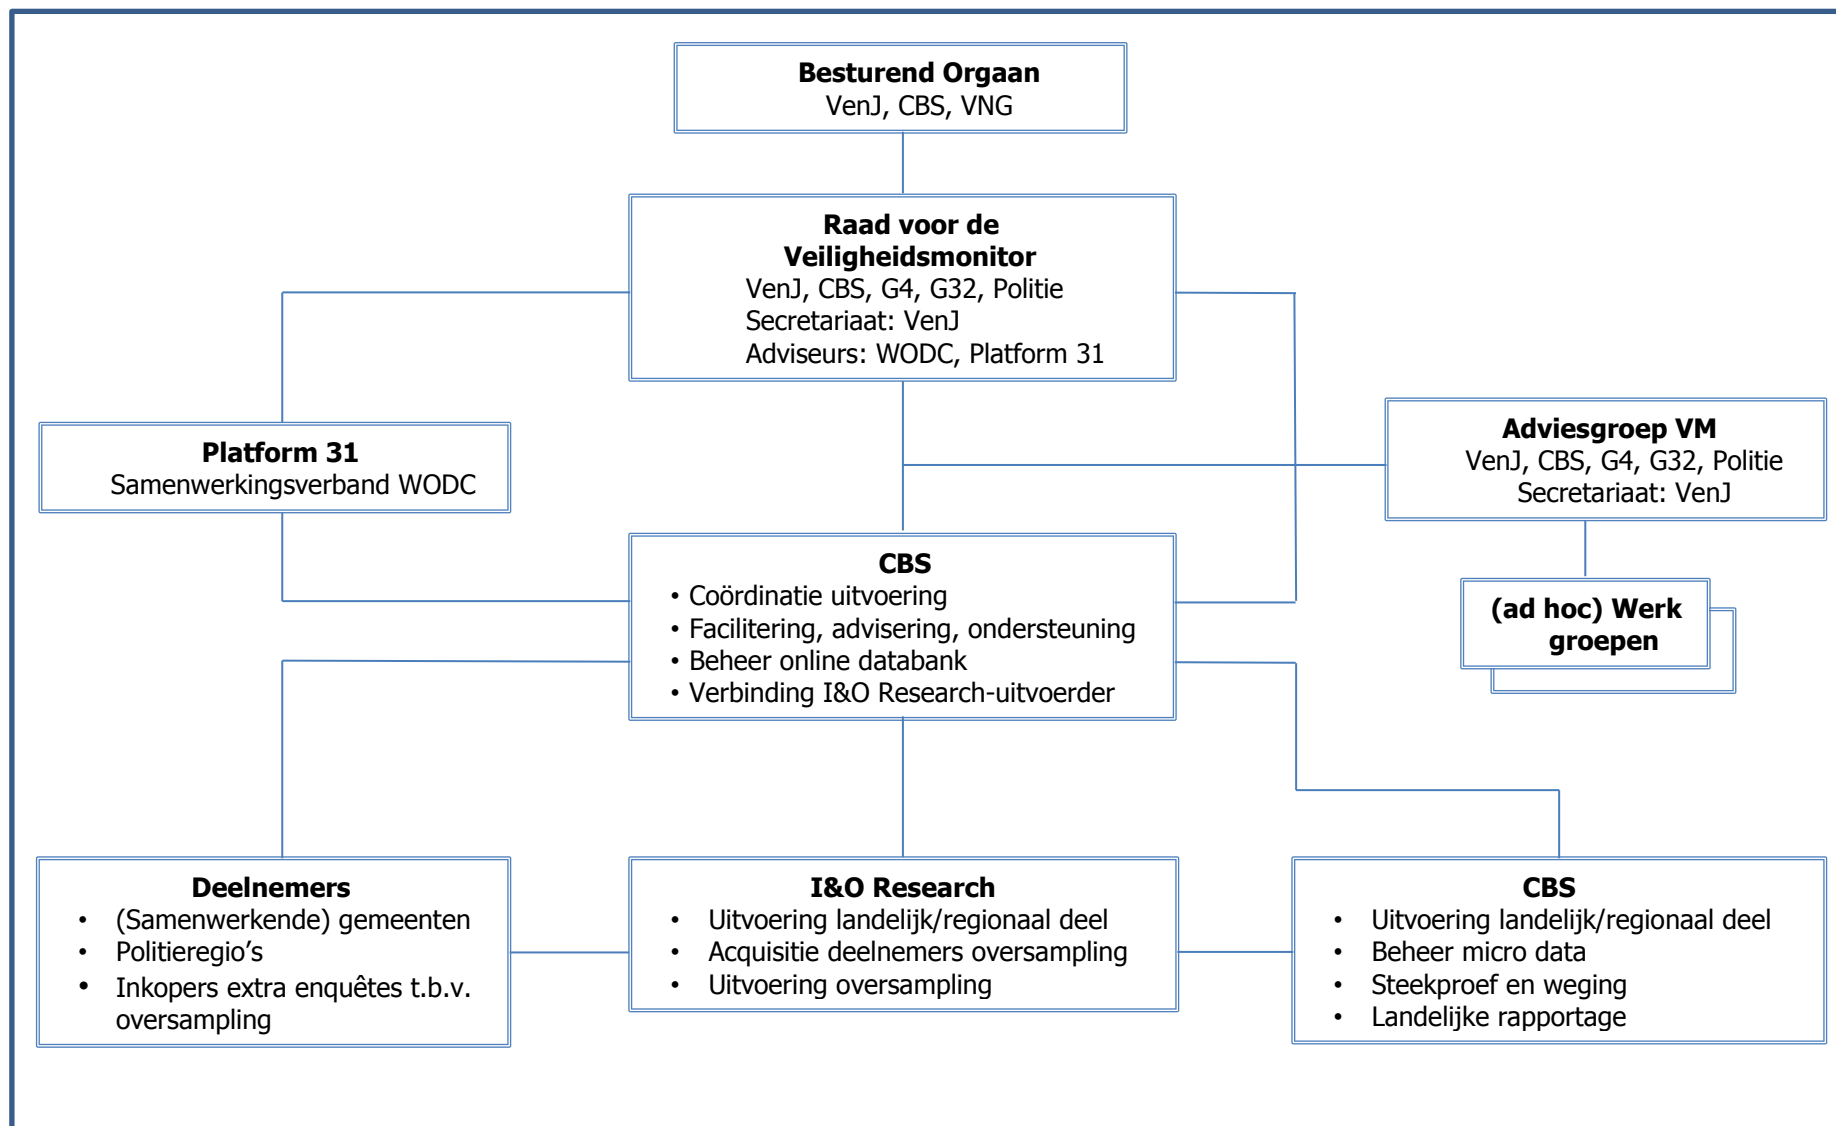 Besturend Orgaan
VenJ, CBS, VNG
Raad voor de
Veiligheidsmonitor
VenJ, CBS, G4, G32, Politie
Secretariaat: VenJ
Adviseurs: WODC, Platform 31
Platform 31
Samenwerkingsverband WODC
Adviesgroep VM
VenJ, CBS, G4, G32, Politie
Secretariaat: VenJ
CBS
• Coördinatie uitvoering
• Facilitering, advisering, ondersteuning
• Beheer online databank
• Verbinding I&O Research-uitvoerder
(ad hoc) Werk
groepen
Deelnemers
• (Samenwerkende) gemeenten
• Politieregio’s
• Inkopers extra enquêtes t.b.v.
oversampling
I&O Research
• Uitvoering landelijk/regionaal deel
• Acquisitie deelnemers oversampling
• Uitvoering oversampling
CBS
• Uitvoering landelijk/regionaal deel
• Beheer micro data
• Steekproef en weging
• Landelijke rapportage